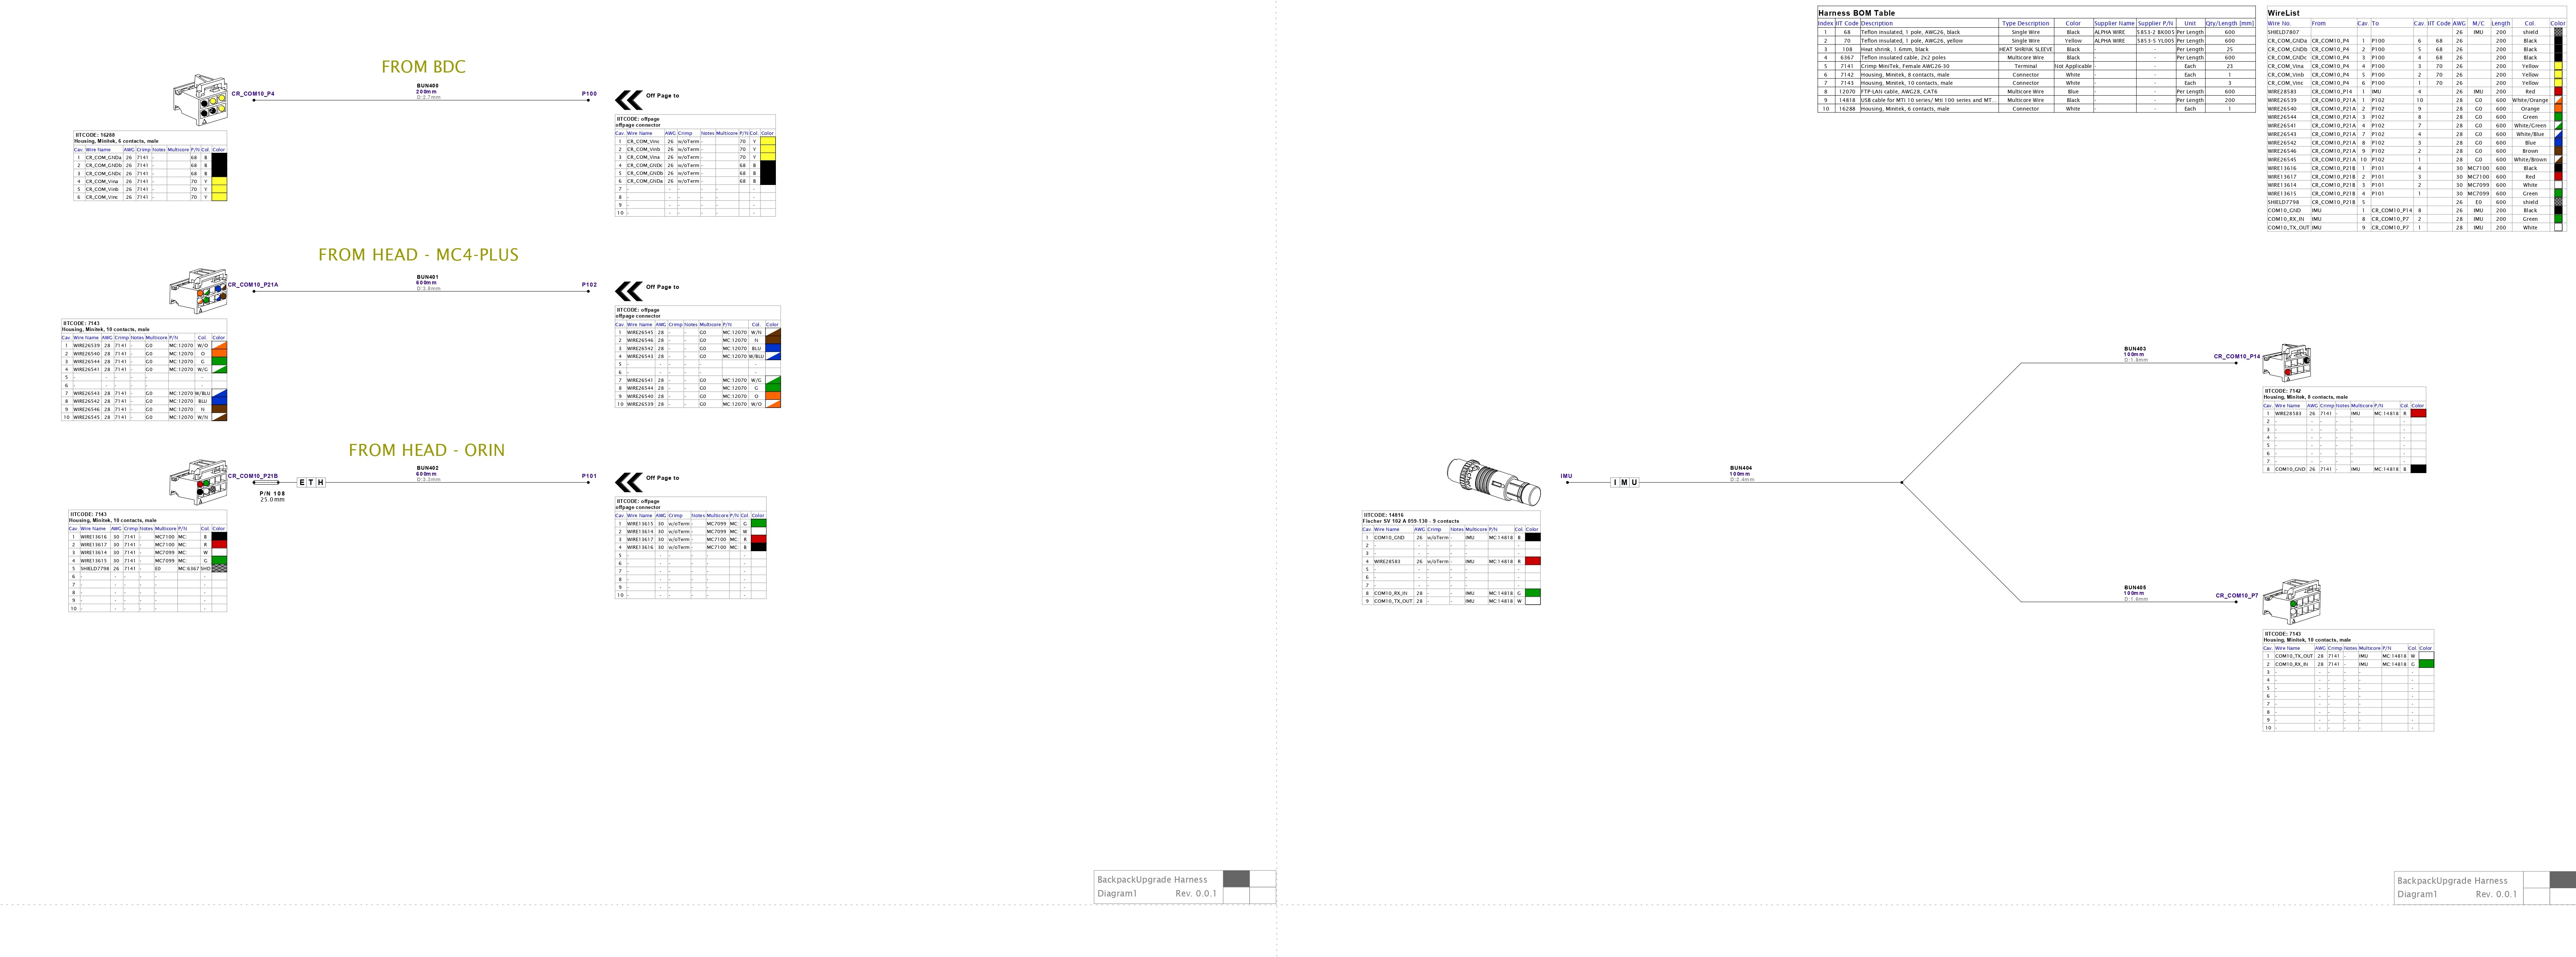 FROM BDC
CR_COM10_P4
BUN400
200mm
D:2.7mm
P100
Off Page to
IITCODE: 16288
Housing, Minitek, 6 contacts, male
Cav. Wire Name AWG Crimp Notes Multicore P/N Col. Color
1 CR_COM_GNDa 26 7141 - 68 B
2 CR_COM_GNDb 26 7141 - 68 B
3 CR_COM_GNDc 26 7141 - 68 B
4 CR_COM_Vina 26 7141 - 70 Y
5 CR_COM_Vinb 26 7141 - 70 Y
6 CR_COM_Vinc 26 7141 - 70 Y
IITCODE: offpage
offpage connector
Cav. Wire Name AWG Crimp Notes Multicore P/N Col. Color
1 CR_COM_Vinc 26 w/oTerm - 70 Y
2 CR_COM_Vinb 26 w/oTerm - 70 Y
3 CR_COM_Vina 26 w/oTerm - 70 Y
4 CR_COM_GNDc 26 w/oTerm - 68 B
5 CR_COM_GNDb 26 w/oTerm - 68 B
6 CR_COM_GNDa 26 w/oTerm - 68 B
7 - - - - -
8 - - - - -
9 - - - - -
10 - - - - -
FROM HEAD - MC4-PLUS
CR_COM10_P21A
BUN401
600mm
D:3.8mm
P102
Off Page to
IITCODE: 7143
Housing, Minitek, 10 contacts, male
Cav. Wire Name AWG Crimp Notes Multicore P/N Col. Color
1 WIRE26539 28 7141 - G0 MC:12070 W/O
2 WIRE26540 28 7141 - G0 MC:12070 O
3 WIRE26544 28 7141 - G0 MC:12070 G
4 WIRE26541 28 7141 - G0 MC:12070 W/G
5 - - - - - -
6 - - - - - -
7 WIRE26543 28 7141 - G0 MC:12070 W/BLU
8 WIRE26542 28 7141 - G0 MC:12070 BLU
9 WIRE26546 28 7141 - G0 MC:12070 N
10 WIRE26545 28 7141 - G0 MC:12070 W/N
IITCODE: offpage
offpage connector
Cav. Wire Name AWG Crimp Notes Multicore P/N Col. Color
1 WIRE26545 28 - - G0 MC:12070 W/N
2 WIRE26546 28 - - G0 MC:12070 N
3 WIRE26542 28 - - G0 MC:12070 BLU
4 WIRE26543 28 - - G0 MC:12070 W/BLU
5 - - - - - -
6 - - - - - -
7 WIRE26541 28 - - G0 MC:12070 W/G
8 WIRE26544 28 - - G0 MC:12070 G
9 WIRE26540 28 - - G0 MC:12070 O
10 WIRE26539 28 - - G0 MC:12070 W/O
FROM HEAD - ORIN
CR_COM10_P21B
P/N 108
25.0mm
E T H
BUN402
600mm
D:3.3mm
P101
Off Page to
IITCODE: 7143
Housing, Minitek, 10 contacts, male
Cav. Wire Name AWG Crimp Notes Multicore P/N Col. Color
1 WIRE13616 30 7141 - MC7100 MC: B
2 WIRE13617 30 7141 - MC7100 MC: R
3 WIRE13614 30 7141 - MC7099 MC: W
4 WIRE13615 30 7141 - MC7099 MC: G
5 SHIELD7798 26 7141 - E0 MC:6367 SHD
6 - - - - - -
7 - - - - - -
8 - - - - - -
9 - - - - - -
10 - - - - - -
IITCODE: offpage
offpage connector
Cav. Wire Name AWG Crimp Notes Multicore P/N Col. Color
1 WIRE13615 30 w/oTerm - MC7099 MC: G
2 WIRE13614 30 w/oTerm - MC7099 MC: W
3 WIRE13617 30 w/oTerm - MC7100 MC: R
4 WIRE13616 30 w/oTerm - MC7100 MC: B
5 - - - - - -
6 - - - - - -
7 - - - - - -
8 - - - - - -
9 - - - - - -
10 - - - - - -
BackpackUpgrade Harness
Diagram1 Rev. 0.0.1
Harness BOM Table
Index IIT Code Description Type Description Color Supplier Name Supplier P/N Unit Qty/Length [mm]
1 68 Teflon insulated, 1 pole, AWG26, black Single Wire Black ALPHA WIRE 5853-2 BK005 Per Length 600
2 70 Teflon insulated, 1 pole, AWG26, yellow Single Wire Yellow ALPHA WIRE 5853-5 YL005 Per Length 600
3 108 Heat shrink, 1.6mm, black HEAT SHRINK SLEEVE Black - - Per Length 25
4 6367 Teflon insulated cable, 2x2 poles Multicore Wire Black - - Per Length 600
5 7141 Crimp MiniTek, Female AWG26-30 Terminal Not Applicable - - Each 23
6 7142 Housing, Minitek, 8 contacts, male Connector White - - Each 1
7 7143 Housing, Minitek, 10 contacts, male Connector White - - Each 3
8 12070 FTP-LAN cable, AWG28, CAT6 Multicore Wire Blue - - Per Length 600
9 14818 USB cable for MTi 10 series/ Mti 100 series and MT... Multicore Wire Black - - Per Length 200
10 16288 Housing, Minitek, 6 contacts, male Connector White - - Each 1
WireList
Wire No. From Cav. To Cav. IIT Code AWG M/C Length Col. Color
SHIELD7807 26 IMU 200 shield
CR_COM_GNDa CR_COM10_P4 1 P100 6 68 26 200 Black
CR_COM_GNDb CR_COM10_P4 2 P100 5 68 26 200 Black
CR_COM_GNDc CR_COM10_P4 3 P100 4 68 26 200 Black
CR_COM_Vina CR_COM10_P4 4 P100 3 70 26 200 Yellow
CR_COM_Vinb CR_COM10_P4 5 P100 2 70 26 200 Yellow
CR_COM_Vinc CR_COM10_P4 6 P100 1 70 26 200 Yellow
WIRE28583 CR_COM10_P14 1 IMU 4 26 IMU 200 Red
WIRE26539 CR_COM10_P21A 1 P102 10 28 G0 600 White/Orange
WIRE26540 CR_COM10_P21A 2 P102 9 28 G0 600 Orange
WIRE26544 CR_COM10_P21A 3 P102 8 28 G0 600 Green
WIRE26541 CR_COM10_P21A 4 P102 7 28 G0 600 White/Green
WIRE26543 CR_COM10_P21A 7 P102 4 28 G0 600 White/Blue
WIRE26542 CR_COM10_P21A 8 P102 3 28 G0 600 Blue
WIRE26546 CR_COM10_P21A 9 P102 2 28 G0 600 Brown
WIRE26545 CR_COM10_P21A 10 P102 1 28 G0 600 White/Brown
WIRE13616 CR_COM10_P21B 1 P101 4 30 MC7100 600 Black
WIRE13617 CR_COM10_P21B 2 P101 3 30 MC7100 600 Red
WIRE13614 CR_COM10_P21B 3 P101 2 30 MC7099 600 White
WIRE13615 CR_COM10_P21B 4 P101 1 30 MC7099 600 Green
SHIELD7798 CR_COM10_P21B 5 26 E0 600 shield
COM10_GND IMU 1 CR_COM10_P14 8 26 IMU 200 Black
COM10_RX_IN IMU 8 CR_COM10_P7 2 28 IMU 200 Green
COM10_TX_OUT IMU 9 CR_COM10_P7 1 28 IMU 200 White
BUN403
100mm
D:1.8mm
CR_COM10_P14
IITCODE: 7142
Housing, Minitek, 8 contacts, male
Cav. Wire Name AWG Crimp Notes Multicore P/N Col. Color
1 WIRE28583 26 7141 - IMU MC:14818 R
2 - - - - - -
3 - - - - - -
4 - - - - - -
5 - - - - - -
6 - - - - - -
7 - - - - - -
8 COM10_GND 26 7141 - IMU MC:14818 B
IMU
I M U
BUN404
100mm
D:2.4mm
IITCODE: 14816
Fischer SV 102 A 059-130 - 9 contacts
Cav. Wire Name AWG Crimp Notes Multicore P/N Col. Color
1 COM10_GND 26 w/oTerm - IMU MC:14818 B
2 - - - - - -
3 - - - - - -
4 WIRE28583 26 w/oTerm - IMU MC:14818 R
5 - - - - - -
6 - - - - - -
7 - - - - - -
8 COM10_RX_IN 28 - - IMU MC:14818 G
9 COM10_TX_OUT 28 - - IMU MC:14818 W
BUN405
100mm
D:1.6mm
CR_COM10_P7
IITCODE: 7143
Housing, Minitek, 10 contacts, male
Cav. Wire Name AWG Crimp Notes Multicore P/N Col. Color
1 COM10_TX_OUT 28 7141 - IMU MC:14818 W
2 COM10_RX_IN 28 7141 - IMU MC:14818 G
3 - - - - - -
4 - - - - - -
5 - - - - - -
6 - - - - - -
7 - - - - - -
8 - - - - - -
9 - - - - - -
10 - - - - - -
BackpackUpgrade Harness
Diagram1 Rev. 0.0.1